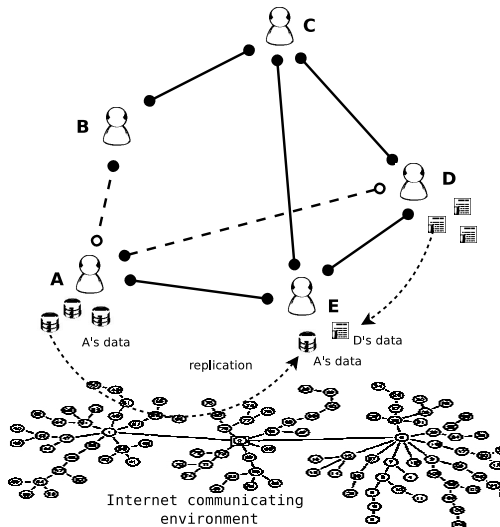 C
B
D
A
E
A's data
D's data
A's data
replication
Internet communicating
environment